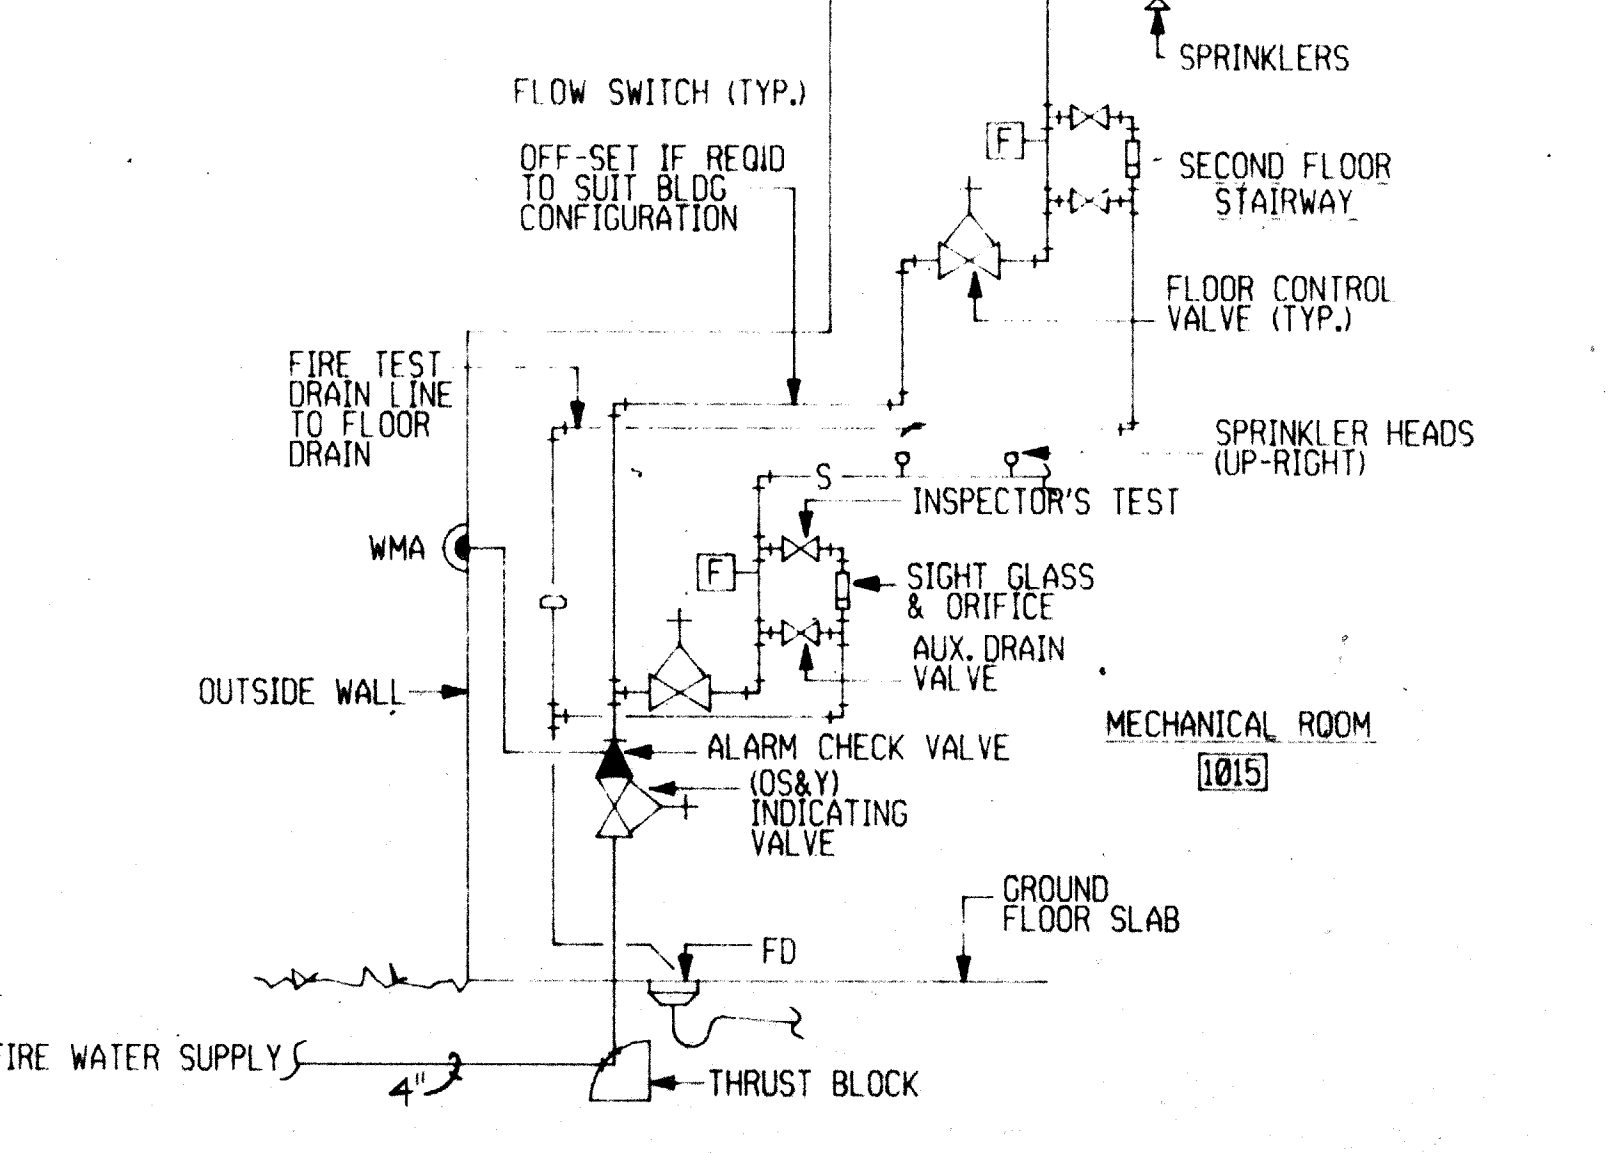 SPRINKLERS
FLOW SWITCH (TYP.)
F
OFF-SET IF REQID
TO SUIT BLDG
CONFIGURATION
SECOND FLOOR
STAIRWAY
FLOOR CONTROL
VALVE (TYP.)
FIRE TEST
DRAIN LINE
TO FLOOR
DRAIN
SPRINKLER HEADS
(UP-RIGHT)
S
INSPECTOR'S TEST
WMA
F
SIGHT GLASS
& ORIFICE
AUX. DRAIN
VALVE
OUTSIDE WALL
MECHANICAL ROOM
1015
ALARM CHECK VALVE
(OS&Y)
INDICATING
VALVE
GROUND
FLOOR SLAB
FD
FIRE WATER SUPPLY
4"
THRUST BLOCK